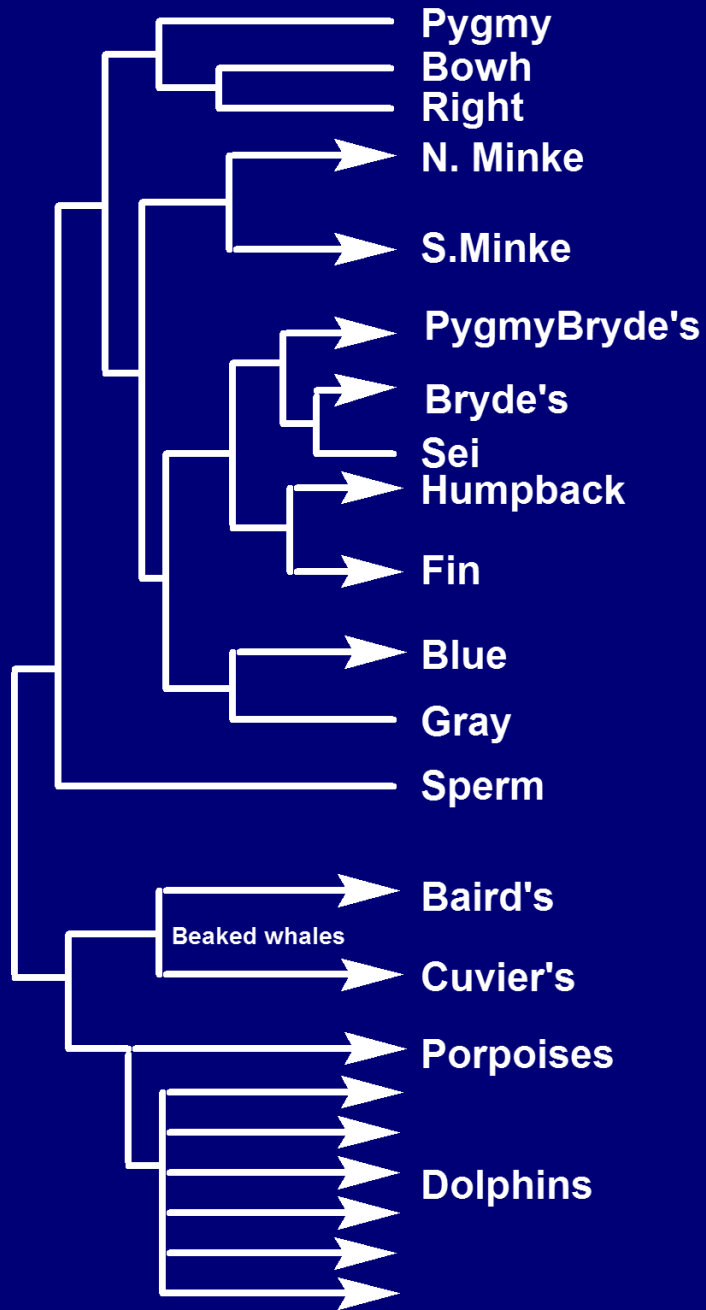 Pygmy
Bowh
Right
N. Minke
S.Minke
PygmyBryde's
Bryde's
Sei
Humpback
Fin
Blue
Gray
Sperm
Baird's
Beaked whales
Cuvier's
Porpoises
Dolphins